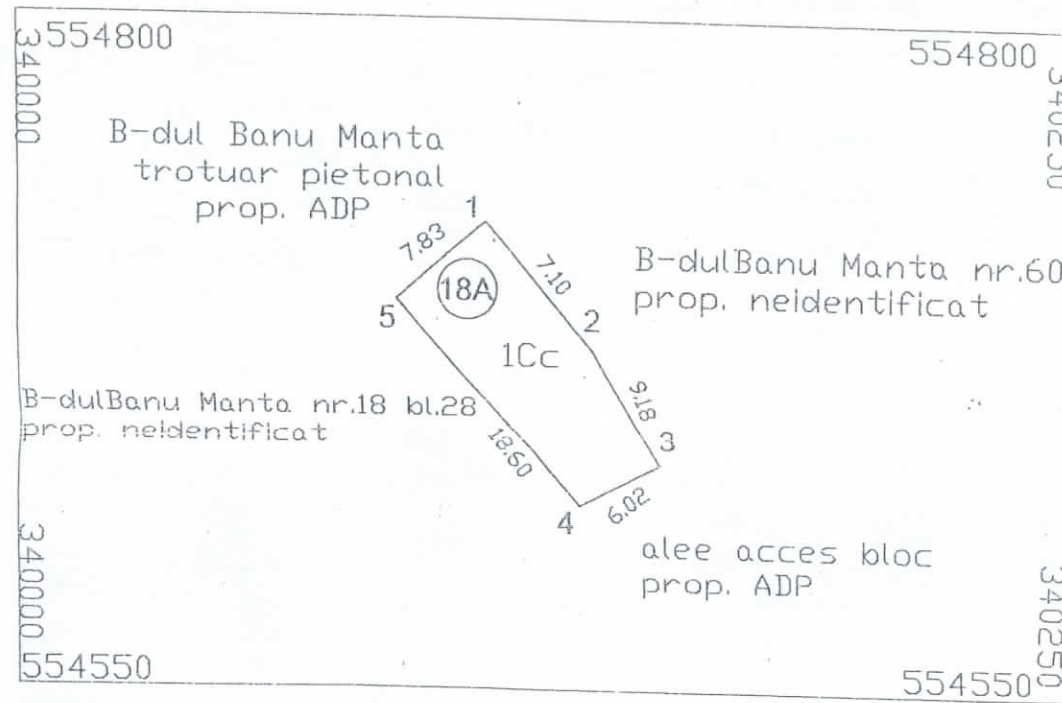 554800
554800
340000
340250
B-dul Banu Manta
trotuar pietonal
prop. ADP
1
7.83
7.10
18A
B-dulBanu Manta nr.60
prop. neidentificat
2
5
1Cc
9.18
B-dulBanu Manta nr.18 bl.28
prop. neidentificat
18.60
3
6.02
4
alee acces bloc
prop. ADP
340000
340250
554550
554550